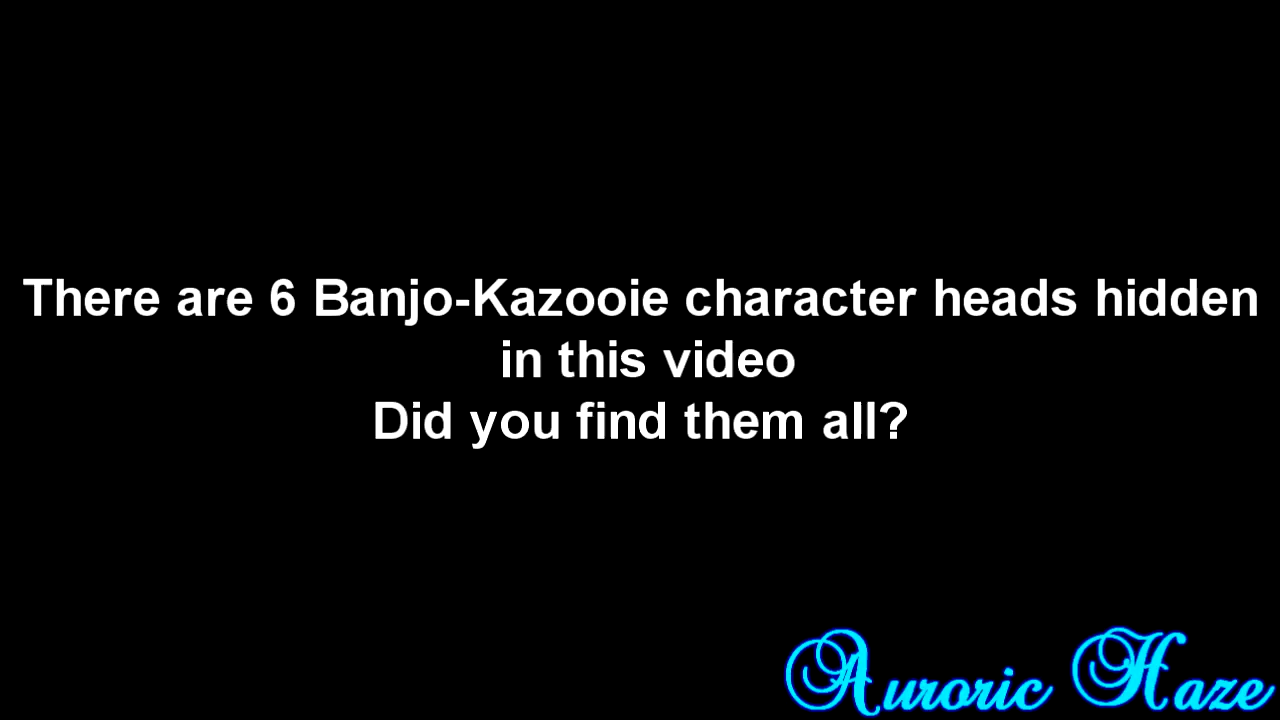 There are 6 Banjo-Kazooie character heads hidden
in this video
Did you find them all?
Auroric Haze